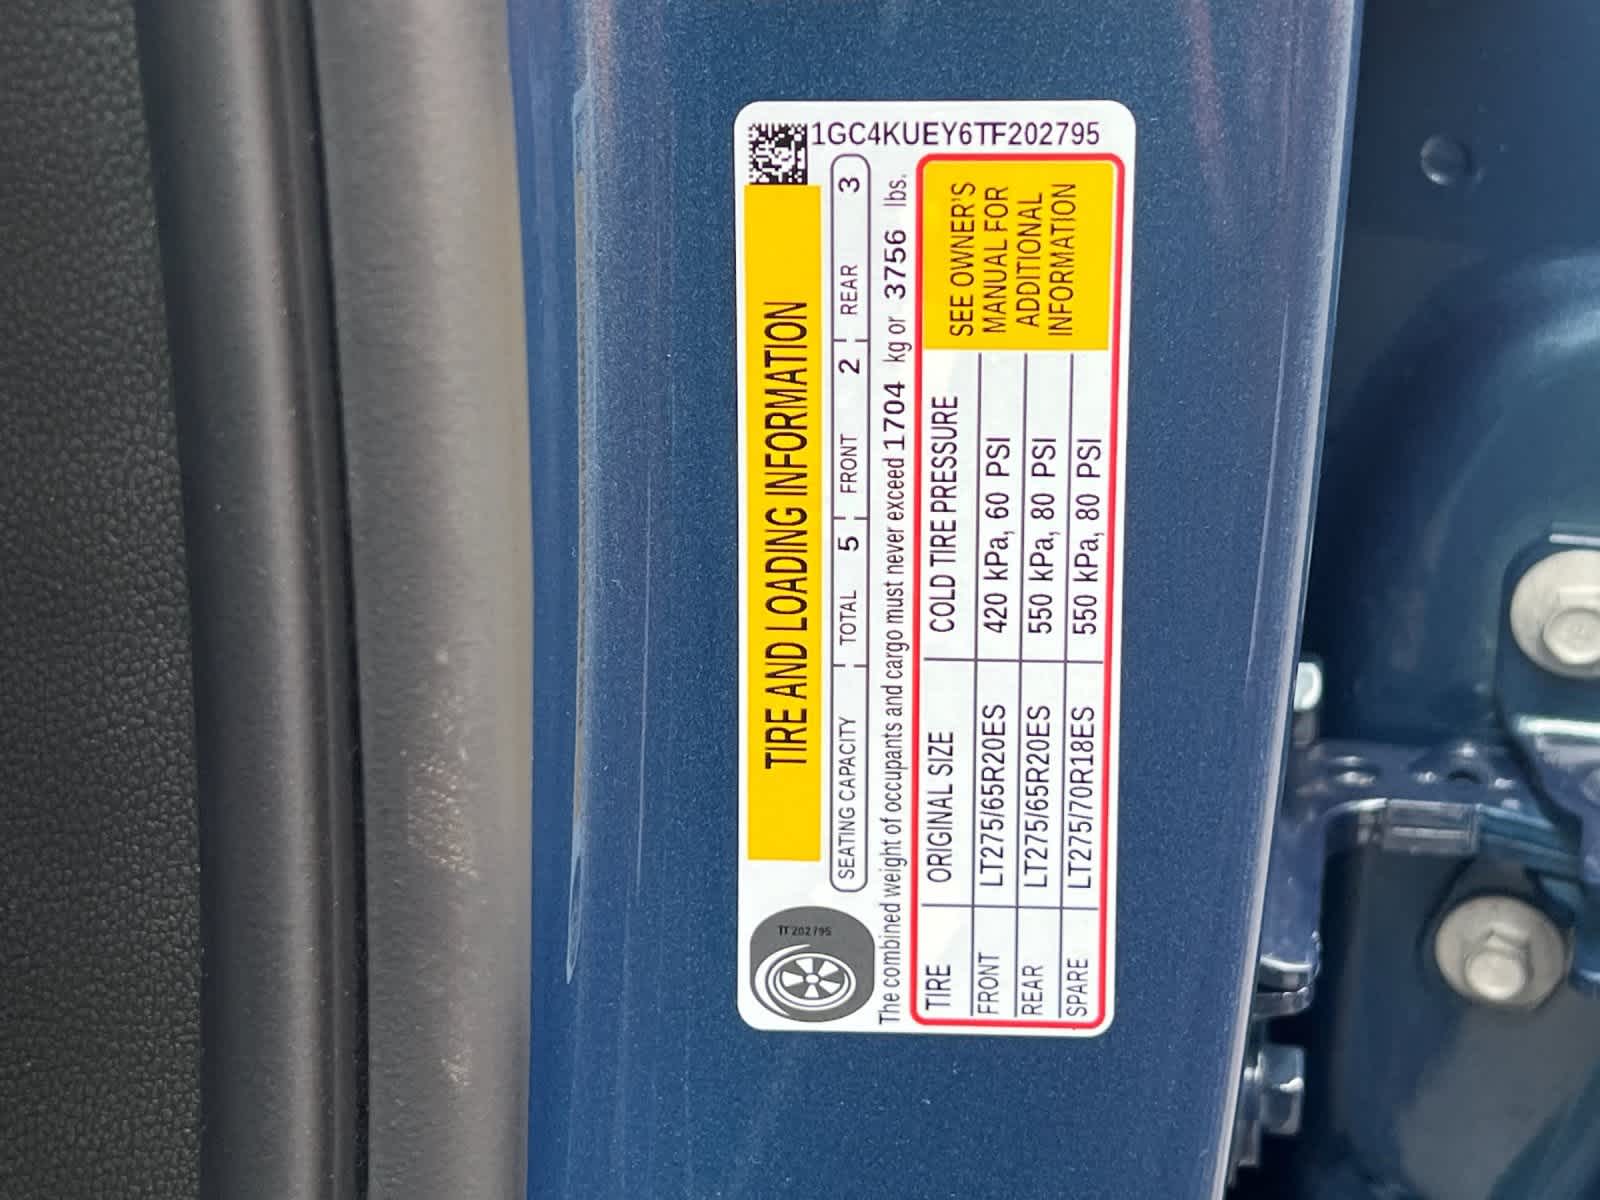 1GC4KUEY6TF202795
TF202795
TIRE AND LOADING INFORMATION
SEATING CAPACITY TOTAL 5 FRONT 2 REAR 3
The combined weight of occupants and cargo must never exceed 1704 kg or 3756 lbs.
TIRE ORIGINAL SIZE COLD TIRE PRESSURE
FRONT LT275/65R20ES 420 kPa, 60 PSI
REAR LT275/65R20ES 550 kPa, 80 PSI
SPARE LT275/70R18ES 550 kPa, 80 PSI
SEE OWNER'S
MANUAL FOR
ADDITIONAL
INFORMATION